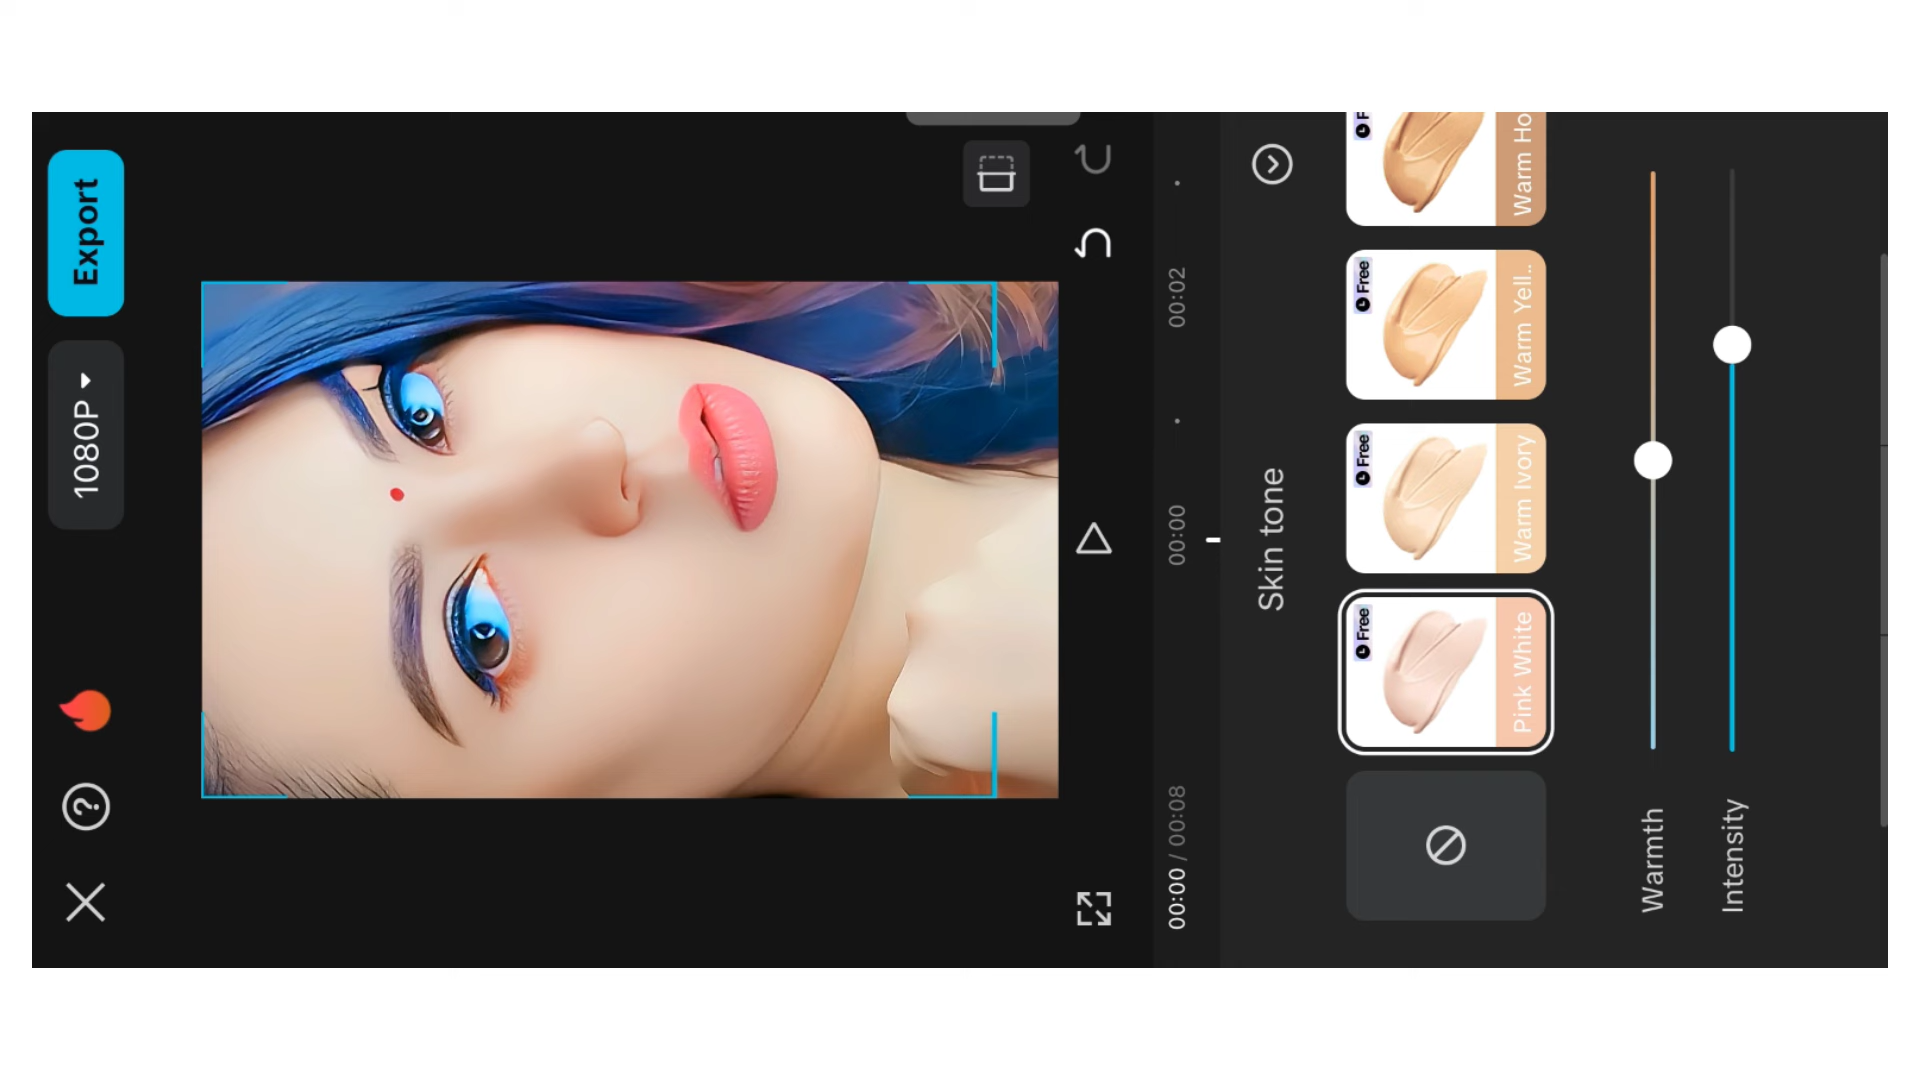 1080P
Export
00:00 / 00:08
00:00
00:02
Skin tone
Free
Free
Free
Pink White
Warm Ivory
Warm Yell..
Warm Ho
Warmth
Intensity